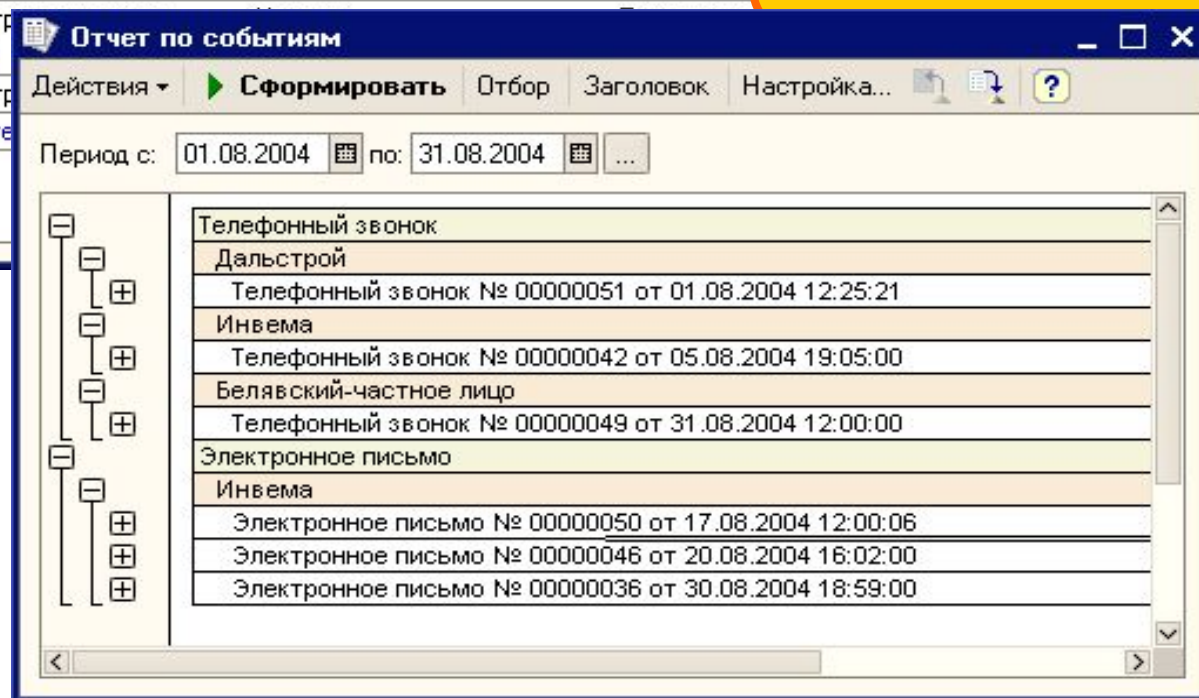 Отчет по событиям
Действия Сформировать Отбор Заголовок Настройка... ?
Период с: 01.08.2004 по: 31.08.2004 ...
Телефонный звонок
Дальстрой
Телефонный звонок № 00000051 от 01.08.2004 12:25:21
Инвема
Телефонный звонок № 00000042 от 05.08.2004 19:05:00
Белявский-частное лицо
Телефонный звонок № 00000049 от 31.08.2004 12:00:00
Электронное письмо
Инвема
Электронное письмо № 00000050 от 17.08.2004 12:00:06
Электронное письмо № 00000046 от 20.08.2004 16:02:00
Электронное письмо № 00000036 от 30.08.2004 18:59:00